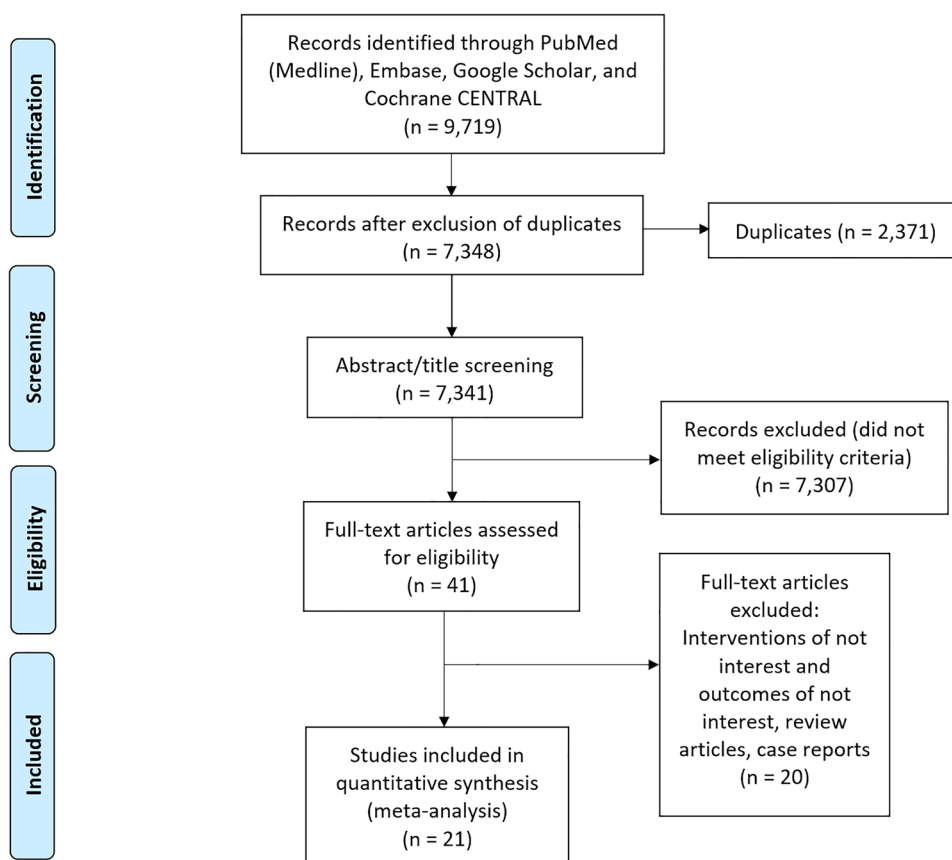 Identification
Records identified through PubMed
(Medline), Embase, Google Scholar, and
Cochrane CENTRAL
(n = 9,719)
Records after exclusion of duplicates
(n = 7,348)
Duplicates (n = 2,371)
Screening
Abstract/title screening
(n = 7,341)
Records excluded (did not
meet eligibility criteria)
(n = 7,307)
Eligibility
Full-text articles assessed
for eligibility
(n = 41)
Full-text articles
excluded:
Interventions of not
interest and
outcomes of not
interest, review
articles, case reports
(n = 20)
Included
Studies included in
quantitative synthesis
(meta-analysis)
(n = 21)